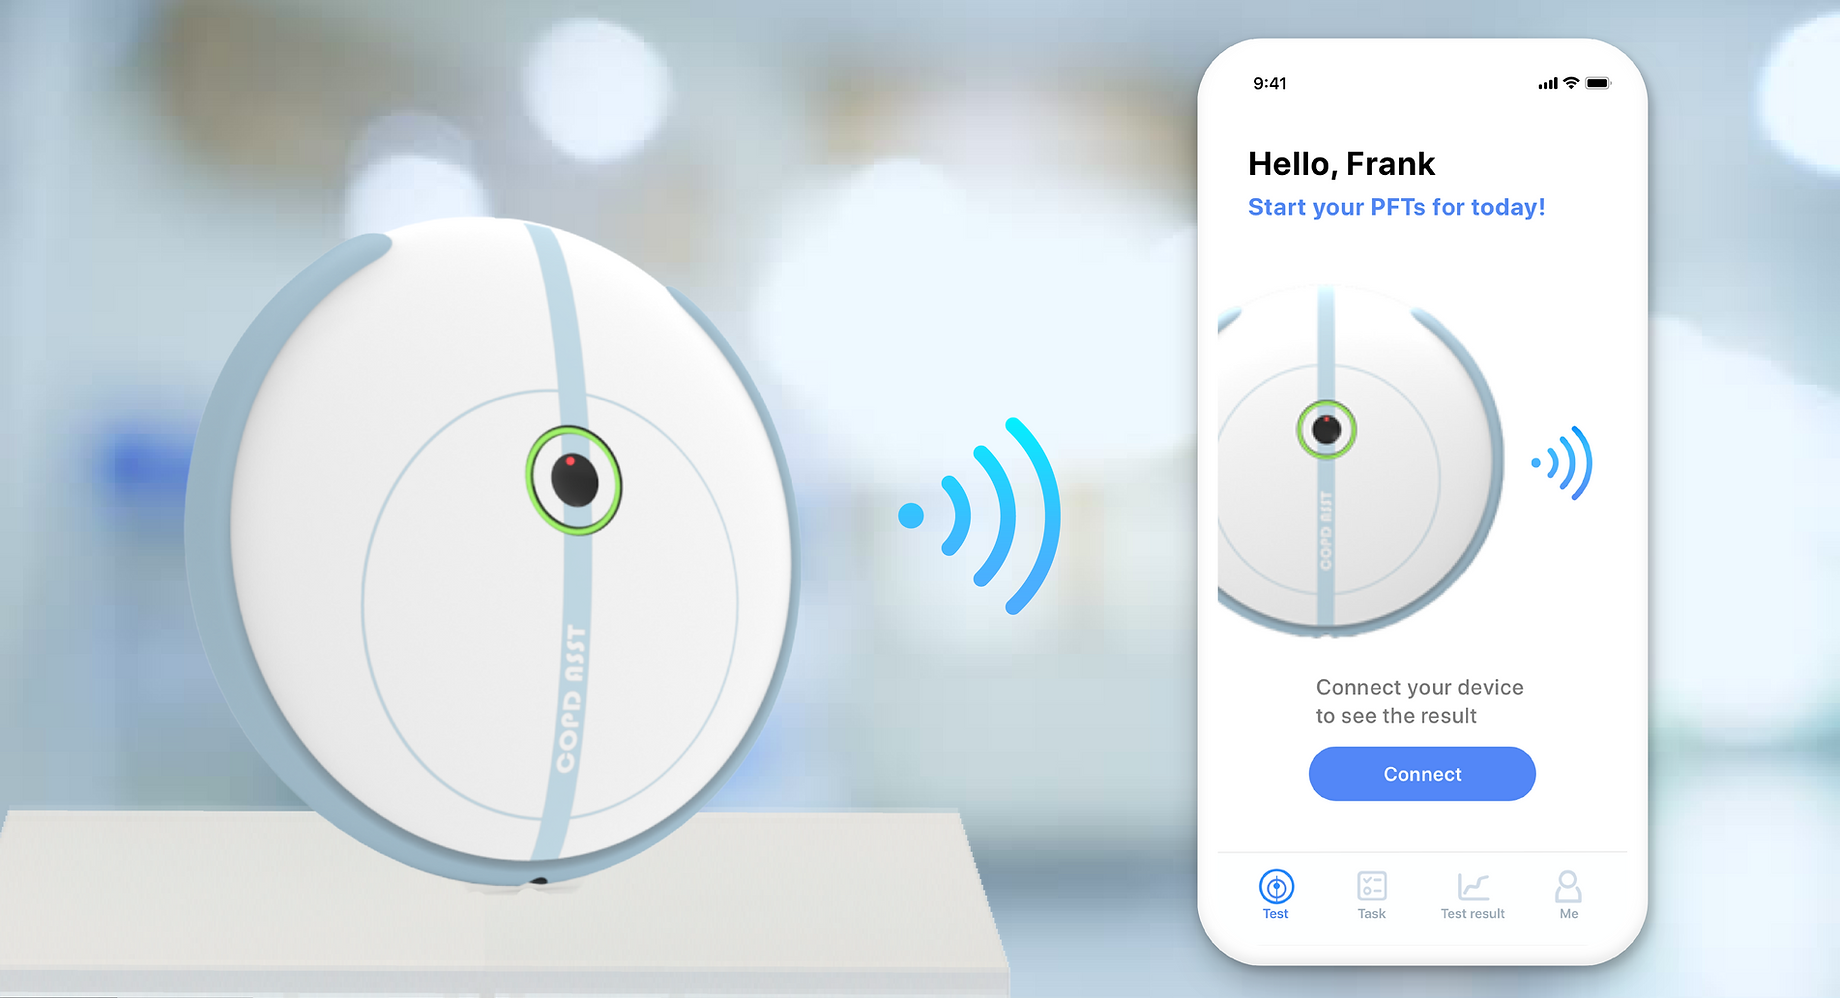 COPD ASST
9:41
Hello, Frank
Start your PFTs for today!
COPD ASST
Connect your device
to see the result
Connect
Test
Task
Test result
Me